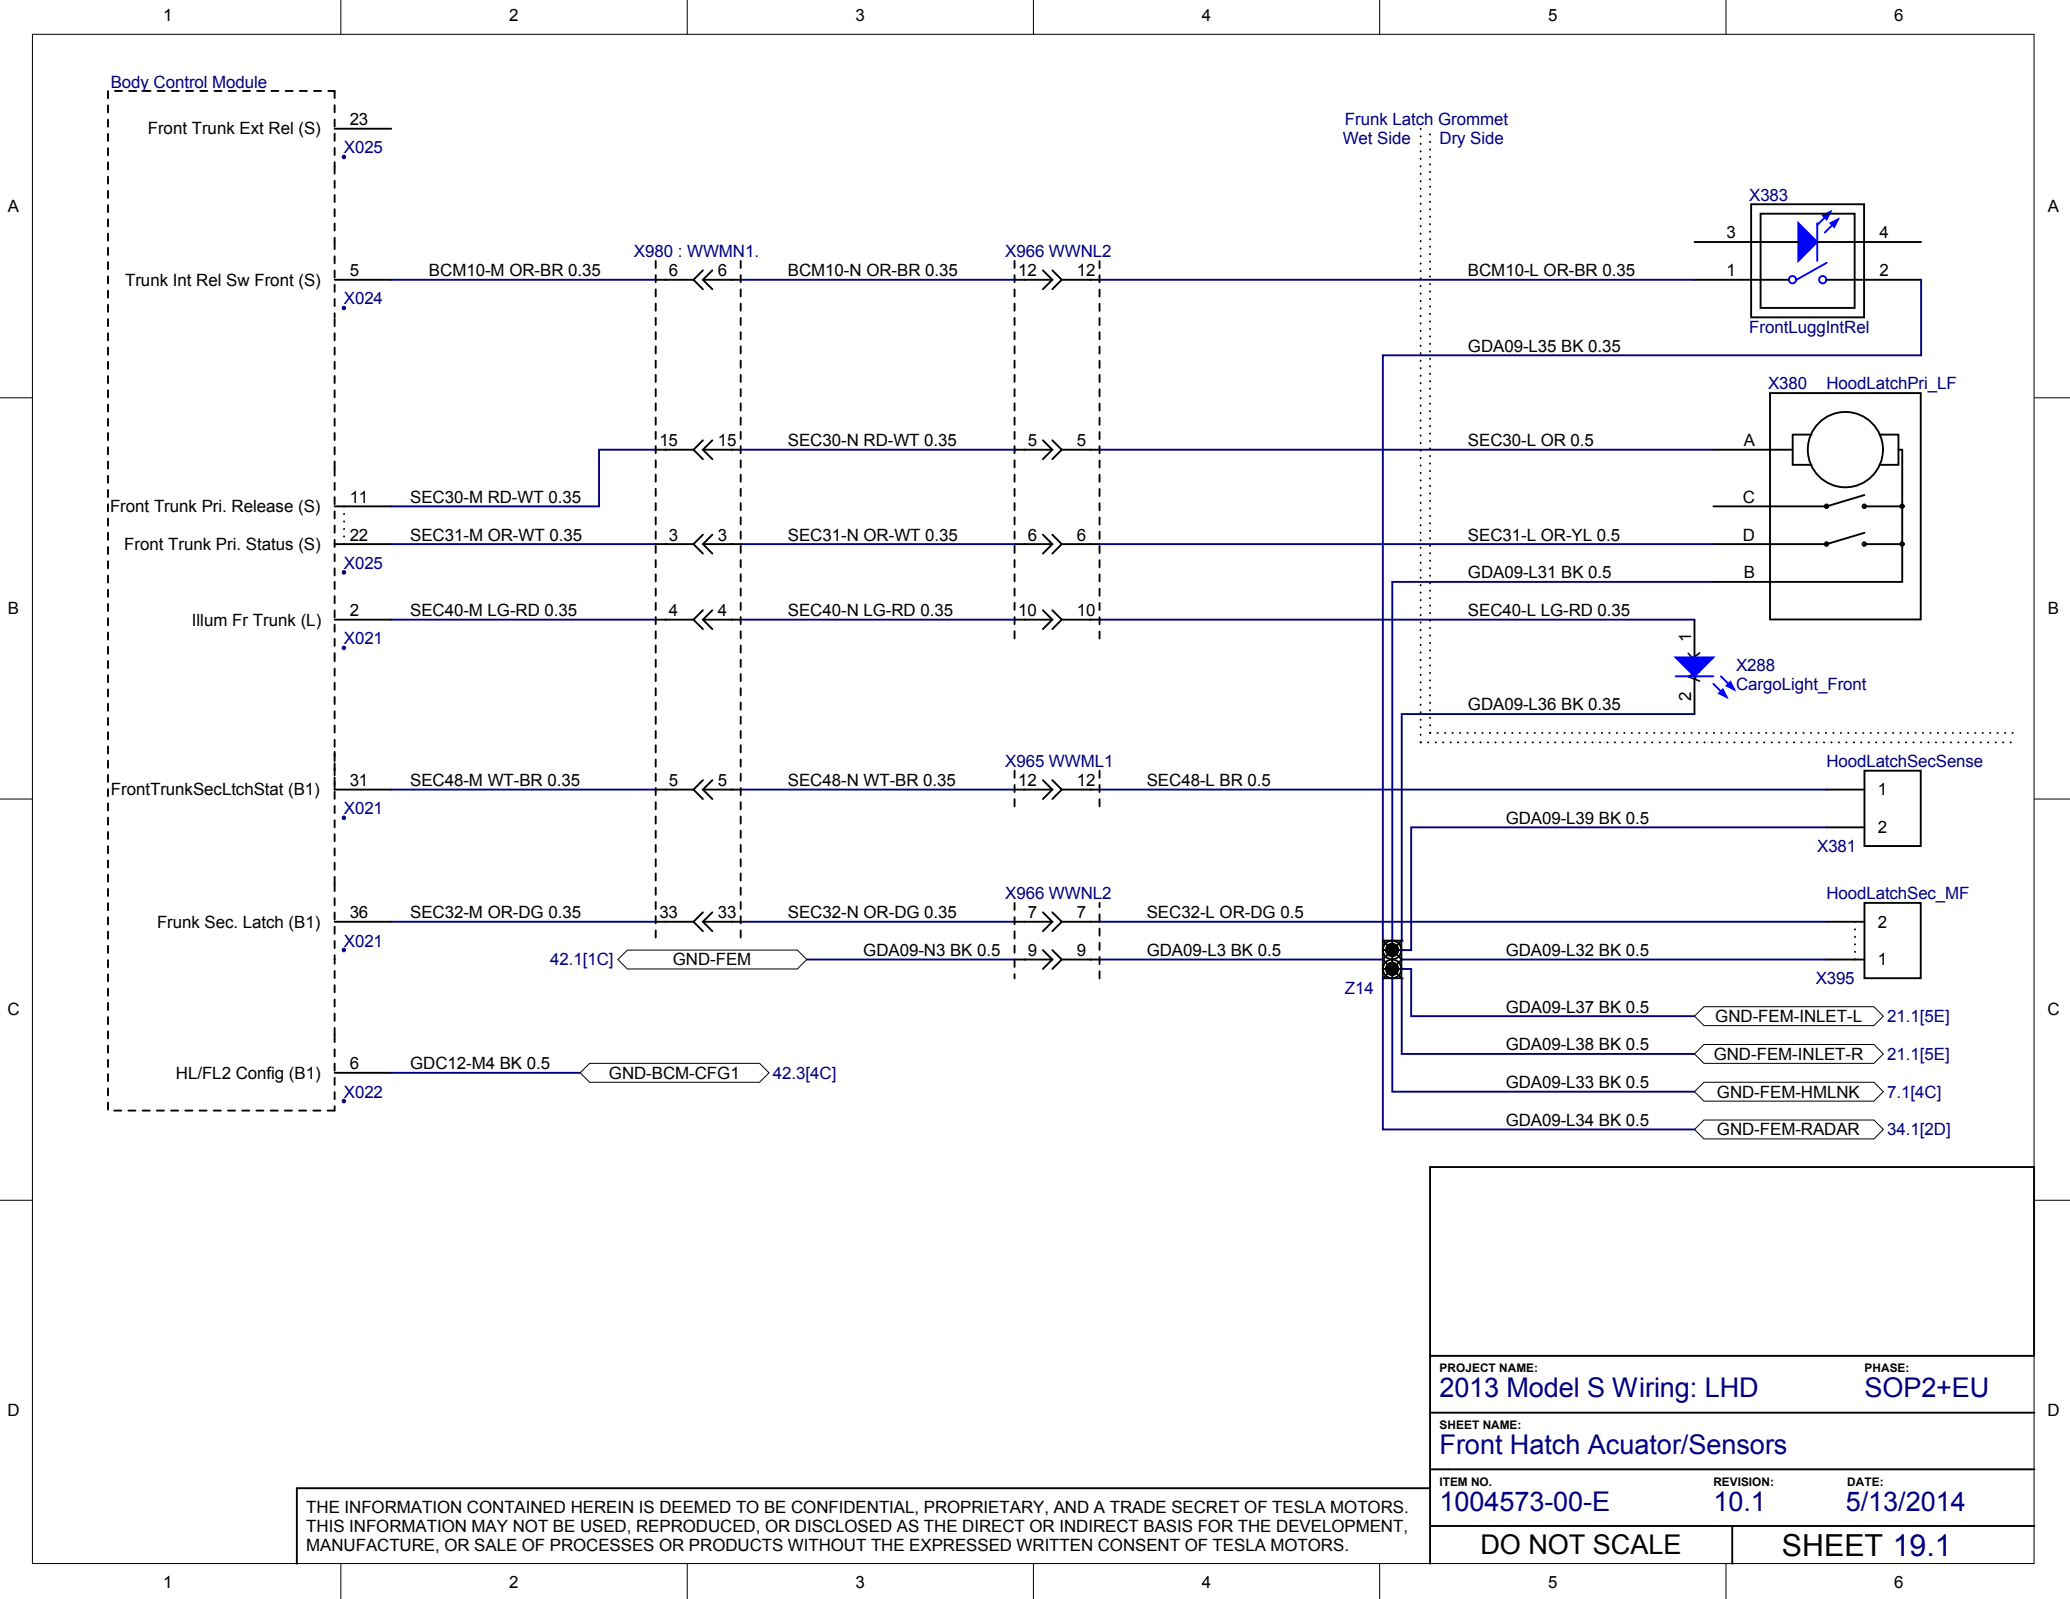 1 2 3 4 5 6
Body Control Module
Front Trunk Ext Rel (S) 23
X025
Frunk Latch Grommet
Wet Side Dry Side
A A
X383
3 4
X980 : WWMN1. X966 WWNL2
Trunk Int Rel Sw Front (S) 5 BCM10-M OR-BR 0.35 6 6 BCM10-N OR-BR 0.35 12 12 BCM10-L OR-BR 0.35 1 2
X024
FrontLuggIntRel
GDA09-L35 BK 0.35
X380 HoodLatchPri_LF
15 15 SEC30-N RD-WT 0.35 5 5 SEC30-L OR 0.5 A
Front Trunk Pri. Release (S) 11 SEC30-M RD-WT 0.35 C
Front Trunk Pri. Status (S) 22 SEC31-M OR-WT 0.35 3 3 SEC31-N OR-WT 0.35 6 6 SEC31-L OR-YL 0.5 D
X025
GDA09-L31 BK 0.5 B
B B
Illum Fr Trunk (L) 2 SEC40-M LG-RD 0.35 4 4 SEC40-N LG-RD 0.35 10 10 SEC40-L LG-RD 0.35
X021
1
X288
CargoLight_Front
2
GDA09-L36 BK 0.35
X965 WWML1 HoodLatchSecSense
FrontTrunkSecLtchStat (B1) 31 SEC48-M WT-BR 0.35 5 5 SEC48-N WT-BR 0.35 12 12 SEC48-L BR 0.5 1
X021
GDA09-L39 BK 0.5 2
X381
X966 WWNL2 HoodLatchSec_MF
Frunk Sec. Latch (B1) 36 SEC32-M OR-DG 0.35 33 33 SEC32-N OR-DG 0.35 7 7 SEC32-L OR-DG 0.5 2
X021
42.1[1C] GND-FEM GDA09-N3 BK 0.5 9 9 GDA09-L3 BK 0.5 GDA09-L32 BK 0.5 1
Z14 X395
C C
GDA09-L37 BK 0.5 GND-FEM-INLET-L 21.1[5E]
GDA09-L38 BK 0.5 GND-FEM-INLET-R 21.1[5E]
HL/FL2 Config (B1) 6 GDC12-M4 BK 0.5 GND-BCM-CFG1 42.3[4C]
X022
GDA09-L33 BK 0.5 GND-FEM-HMLNK 7.1[4C]
GDA09-L34 BK 0.5 GND-FEM-RADAR 34.1[2D]
PROJECT NAME: PHASE:
2013 Model S Wiring: LHD SOP2+EU
D D
SHEET NAME:
Front Hatch Acuator/Sensors
ITEM NO. REVISION: DATE:
1004573-00-E 10.1 5/13/2014
DO NOT SCALE SHEET 19.1
THE INFORMATION CONTAINED HEREIN IS DEEMED TO BE CONFIDENTIAL, PROPRIETARY, AND A TRADE SECRET OF TESLA MOTORS.
THIS INFORMATION MAY NOT BE USED, REPRODUCED, OR DISCLOSED AS THE DIRECT OR INDIRECT BASIS FOR THE DEVELOPMENT,
MANUFACTURE, OR SALE OF PROCESSES OR PRODUCTS WITHOUT THE EXPRESSED WRITTEN CONSENT OF TESLA MOTORS.
1 2 3 4 5 6